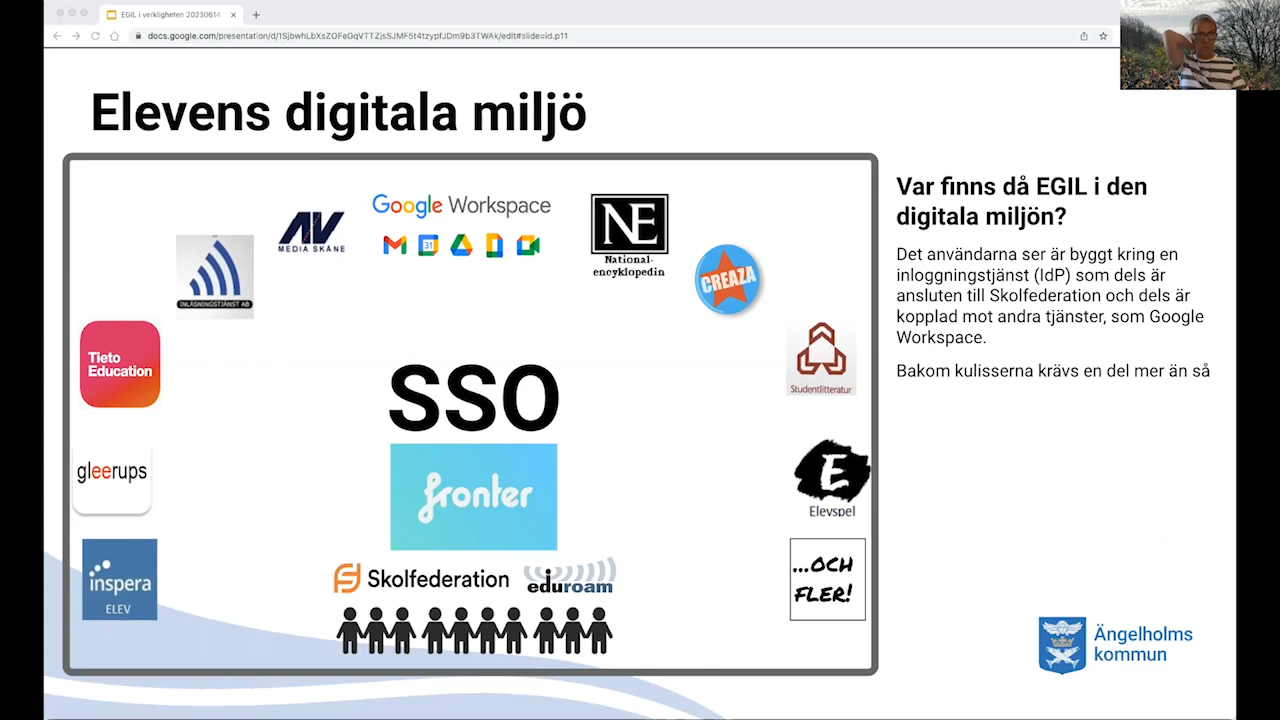 EGIL i verkligheten 20230614
docs.google.com/presentation/d/1SjbwhLbXsZOFeGqVTTZjsSJMF5t4tzypfJDm9b3TWAk/edit#slide=id.p11
Elevens digitala miljö
AV
MEDIA SKÅNE
Google Workspace
31
NE
National-
encyklopedin
INLÄSNINGSTJÄNST AB
CREAZA
Tieto
Education
Studentlitteratur
SSO
gleerups
fronter
E
Elevspel
inspera
ELEV
Skolfederation
eduroam
...OCH
FLER!
Var finns då EGIL i den
digitala miljön?
Det användarna ser är byggt kring en
inloggningstjänst (IdP) som dels är
ansluten till Skolfederation och dels är
kopplad mot andra tjänster, som Google
Workspace.
Bakom kulisserna krävs en del mer än så
Ängelholms
kommun